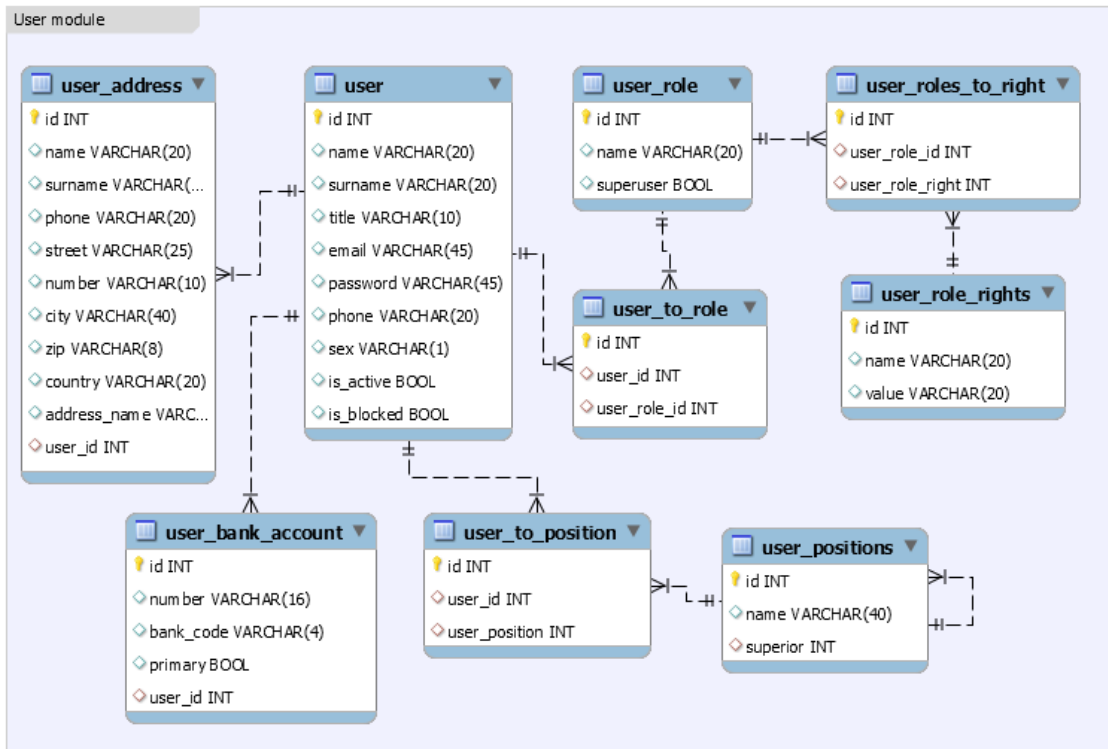 User module
user_address
id INT
name VARCHAR(20)
surname VARCHAR(...
phone VARCHAR(20)
street VARCHAR(25)
number VARCHAR(10)
city VARCHAR(40)
zip VARCHAR(8)
country VARCHAR(20)
address_name VARC...
user_id INT
user
id INT
name VARCHAR(20)
surname VARCHAR(20)
title VARCHAR(10)
email VARCHAR(45)
password VARCHAR(45)
phone VARCHAR(20)
sex VARCHAR(1)
is_active BOOL
is_blocked BOOL
user_role
id INT
name VARCHAR(20)
superuser BOOL
user_roles_to_right
id INT
user_role_id INT
user_role_right INT
user_to_role
id INT
user_id INT
user_role_id INT
user_role_rights
id INT
name VARCHAR(20)
value VARCHAR(20)
user_bank_account
id INT
number VARCHAR(16)
bank_code VARCHAR(4)
primary BOOL
user_id INT
user_to_position
id INT
user_id INT
user_position INT
user_positions
id INT
name VARCHAR(40)
superior INT